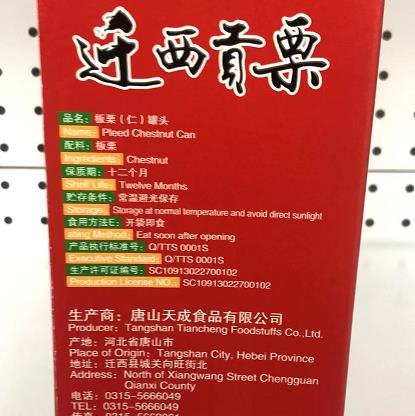 迁西贡栗
品名：板栗（仁）罐头
Name：Pleed Chestnut Can
配料：板栗
Ingredients：Chestnut
保质期：十二个月
Shelf Life：Twelve Months
贮存条件：常温避光保存
Storage：Storage at normal temperature and avoid direct sunlight
食用方法E：开袋即食
ating Method：Eat soon after opening
产品执行标准号：Q/TTS 0001S
Executive Standard：Q/TTS 0001S
生产许可证编号：SC10913022700102
Production License NO.：SC10913022700102
生产商：唐山天成食品有限公司
Producer：Tangshan Tiancheng Foodstuffs Co.,Ltd.
产地：河北省唐山市
Place of Origin：Tangshan City, Hebei Province
地址：迁西县城关向旺街北
Address：North of Xiangwang Street Chengguan
Qianxi County
电话：0315-5666049
TEL：0315-5666049